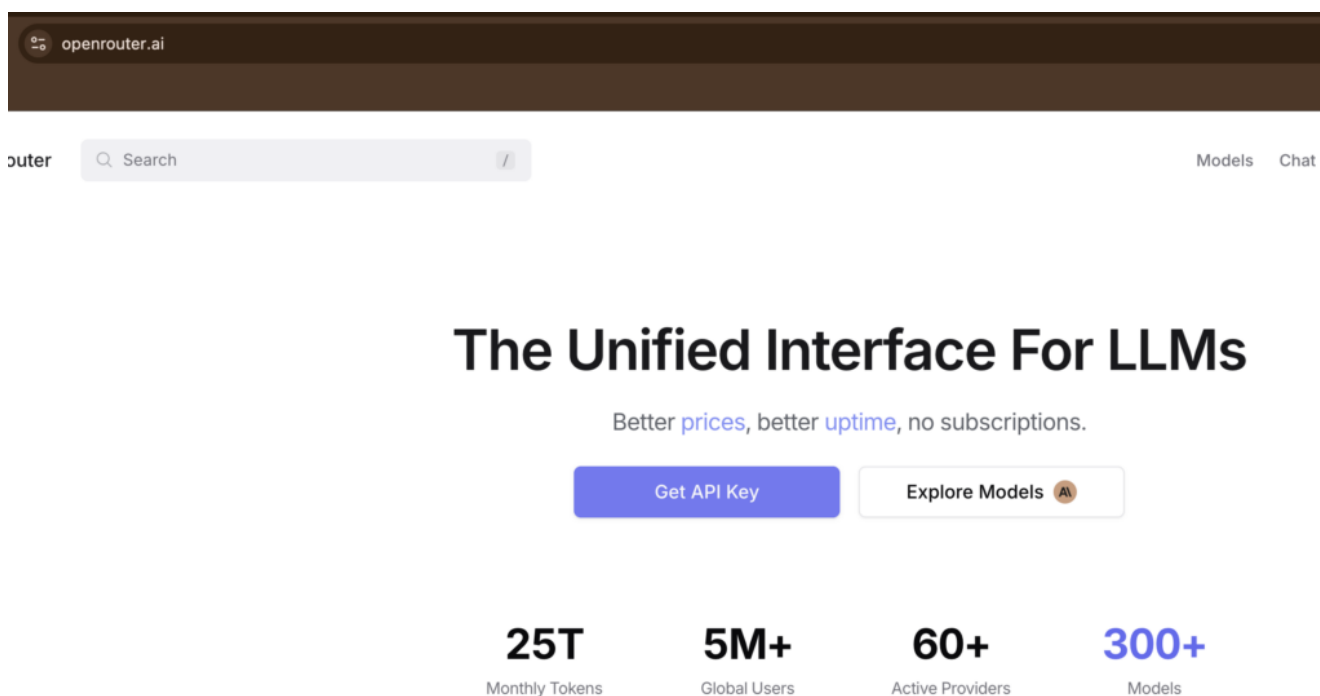 openrouter.ai
outer
Search /
Models Chat
The Unified Interface For LLMs
Better prices, better uptime, no subscriptions.
Get API Key
Explore Models
25T 5M+ 60+ 300+
Monthly Tokens Global Users Active Providers Models